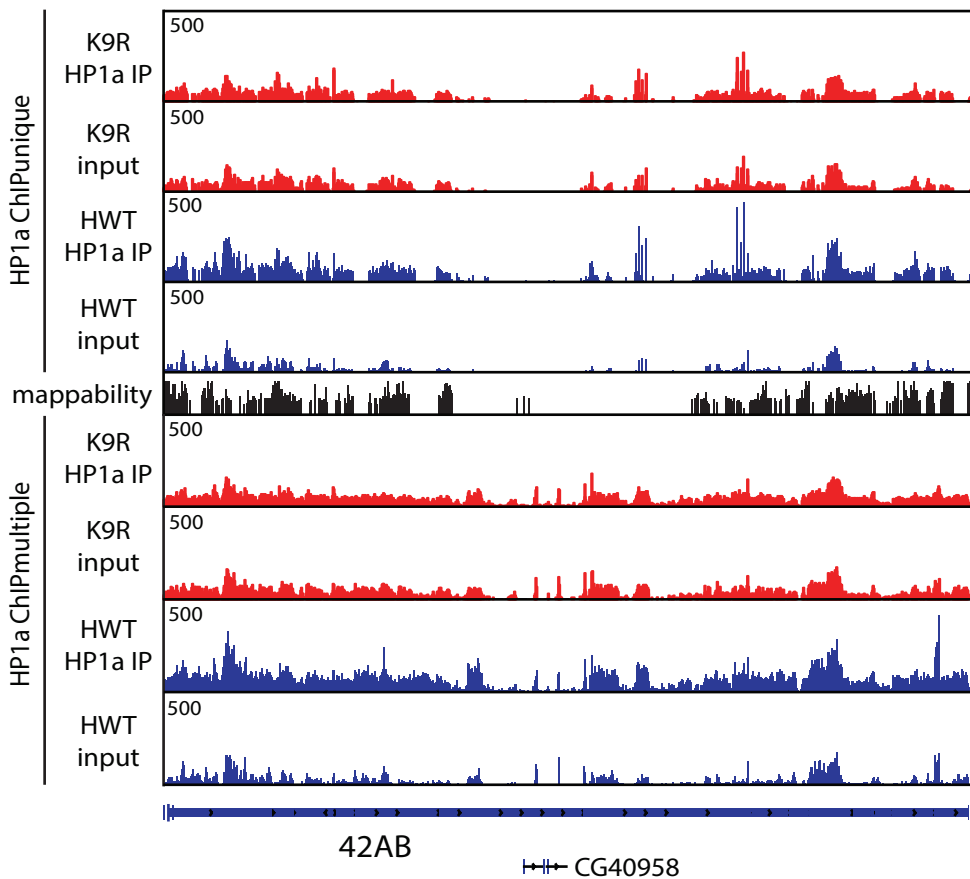 HP1a ChIPunique
500
K9R
HP1a IP
500
K9R
input
500
HWT
HP1a IP
500
HWT
input
mappability
HP1a ChIPmultiple
500
K9R
HP1a IP
500
K9R
input
500
HWT
HP1a IP
500
HWT
input
42AB
CG40958